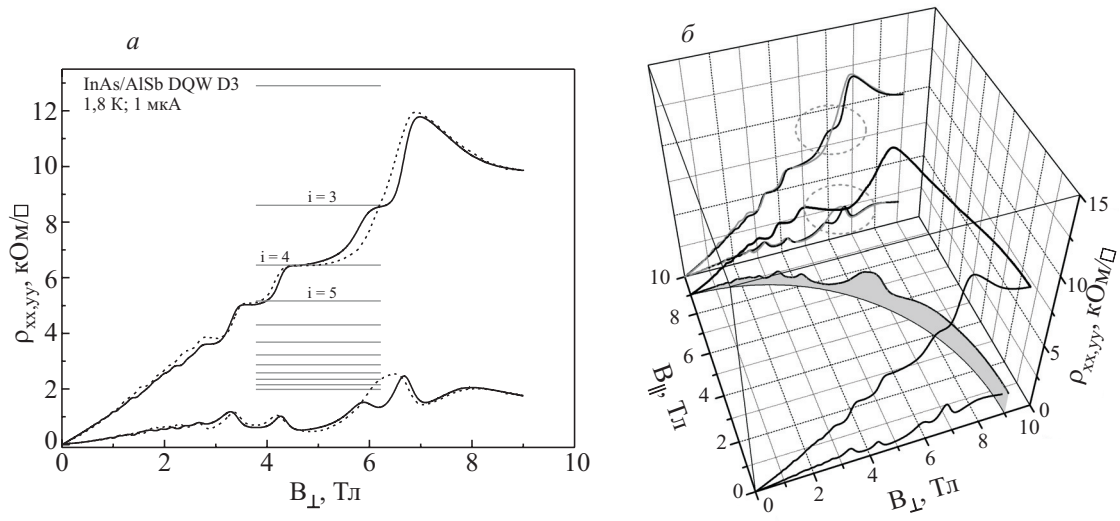 а
InAs/AlSb DQW D3
1,8 К; 1 мкА
i = 3
i = 4
i = 5
ρxx,yy, кОм/□
12
10
8
6
4
2
0
0 2 4 6 8 10
B⊥, Тл
б
10
8
6
4
2
0
B||, Тл
0 2 4 6 8 10
B⊥, Тл
15
10
5
0
ρxx,yy, кОм/□